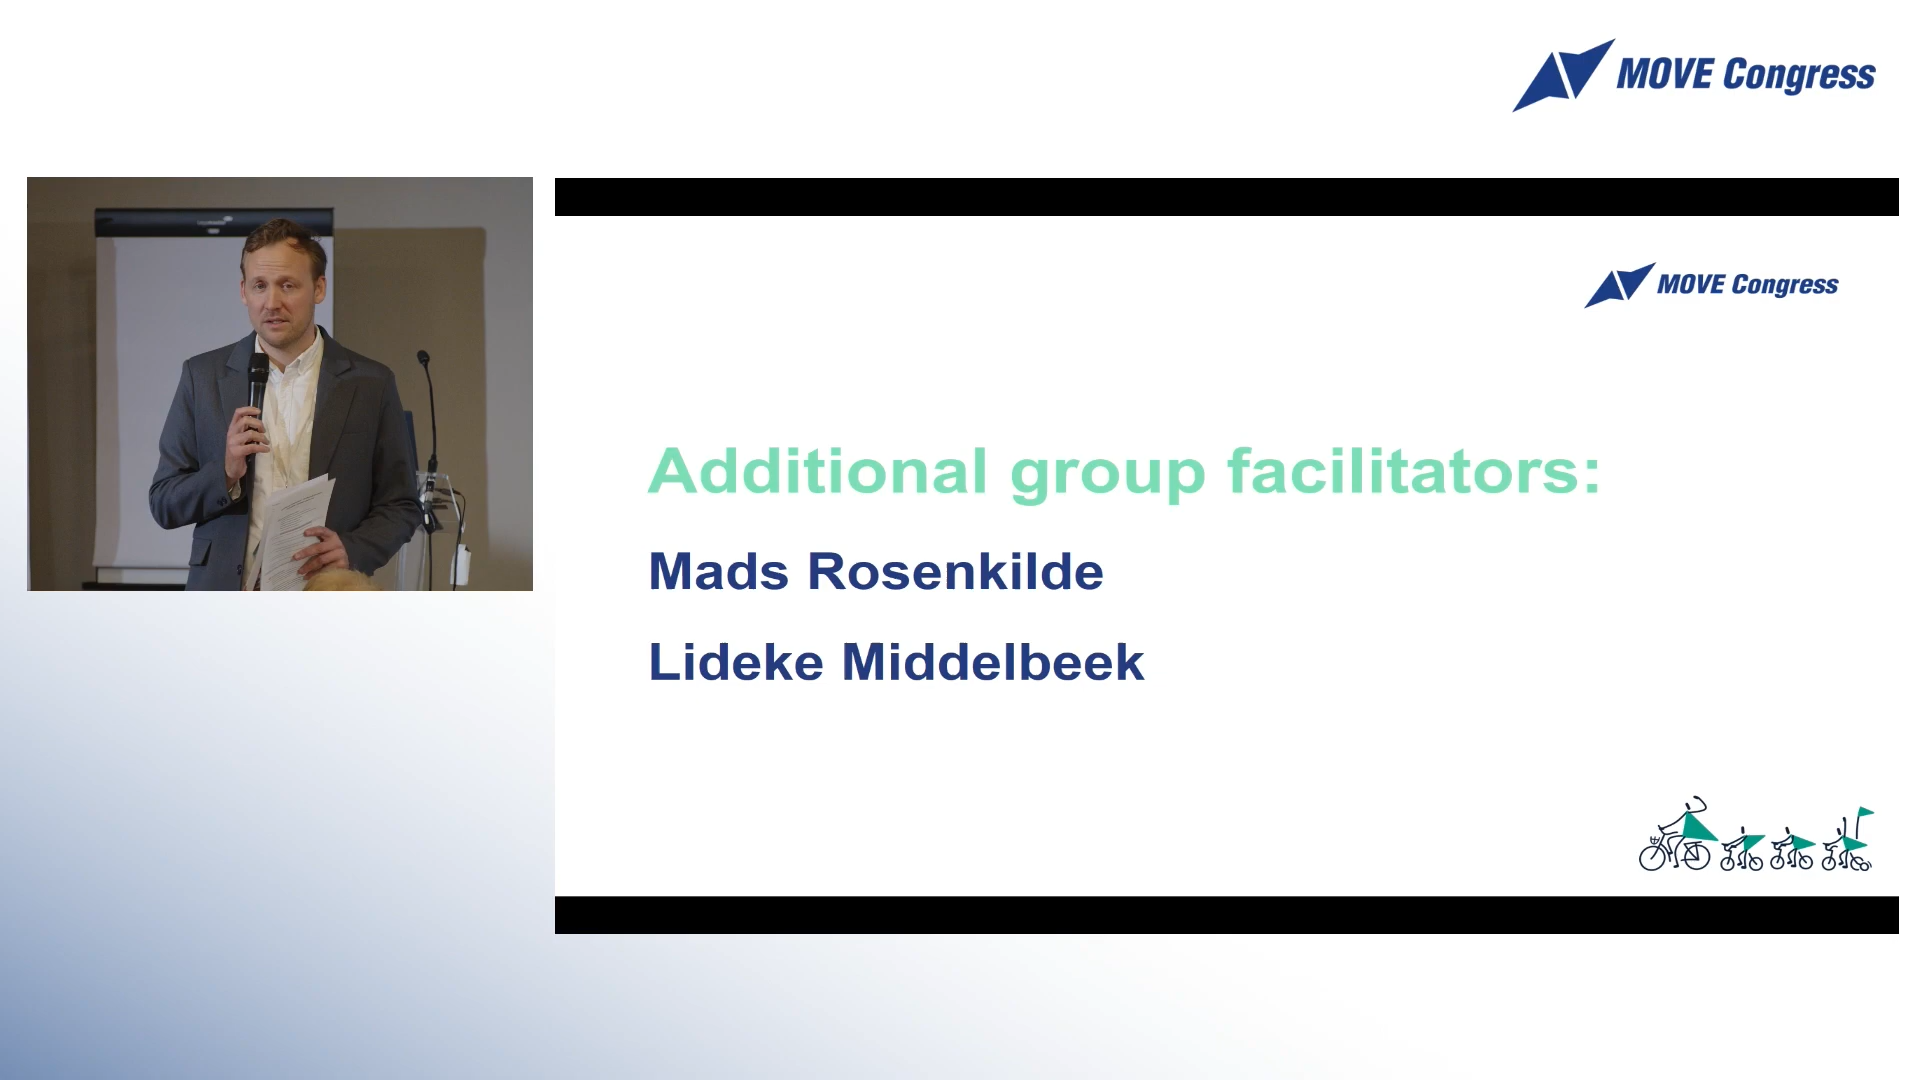 MOVE Congress
MOVE Congress
Additional group facilitators:
Mads Rosenkilde
Lideke Middelbeek